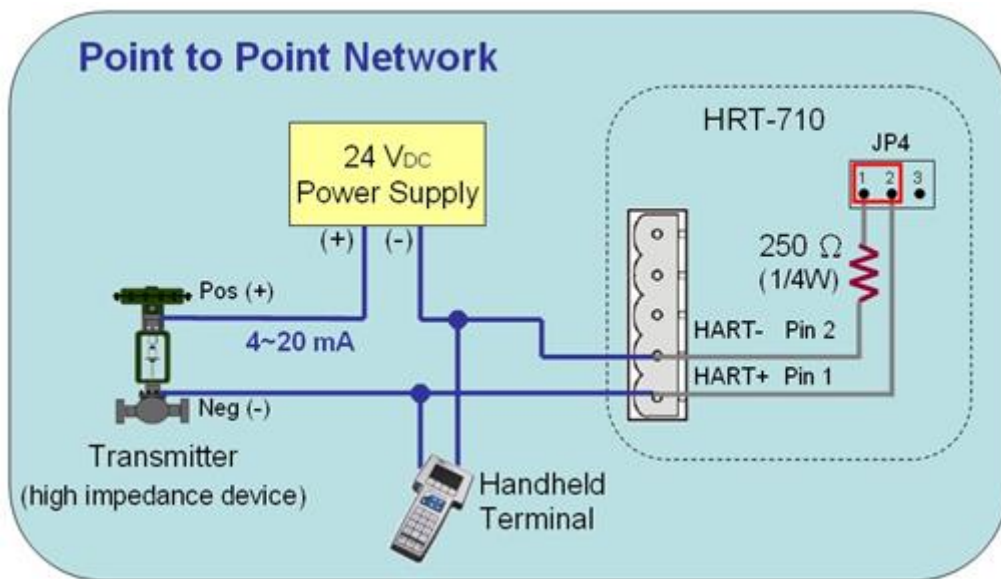 Point to Point Network
24 VDC
Power Supply
(+) (-)
HRT-710
JP4
1 2 3
250 Ω
(1/4W)
Pos (+)
4~20 mA
HART- Pin 2
HART+ Pin 1
Neg (-)
Transmitter
(high impedance device)
Handheld
Terminal